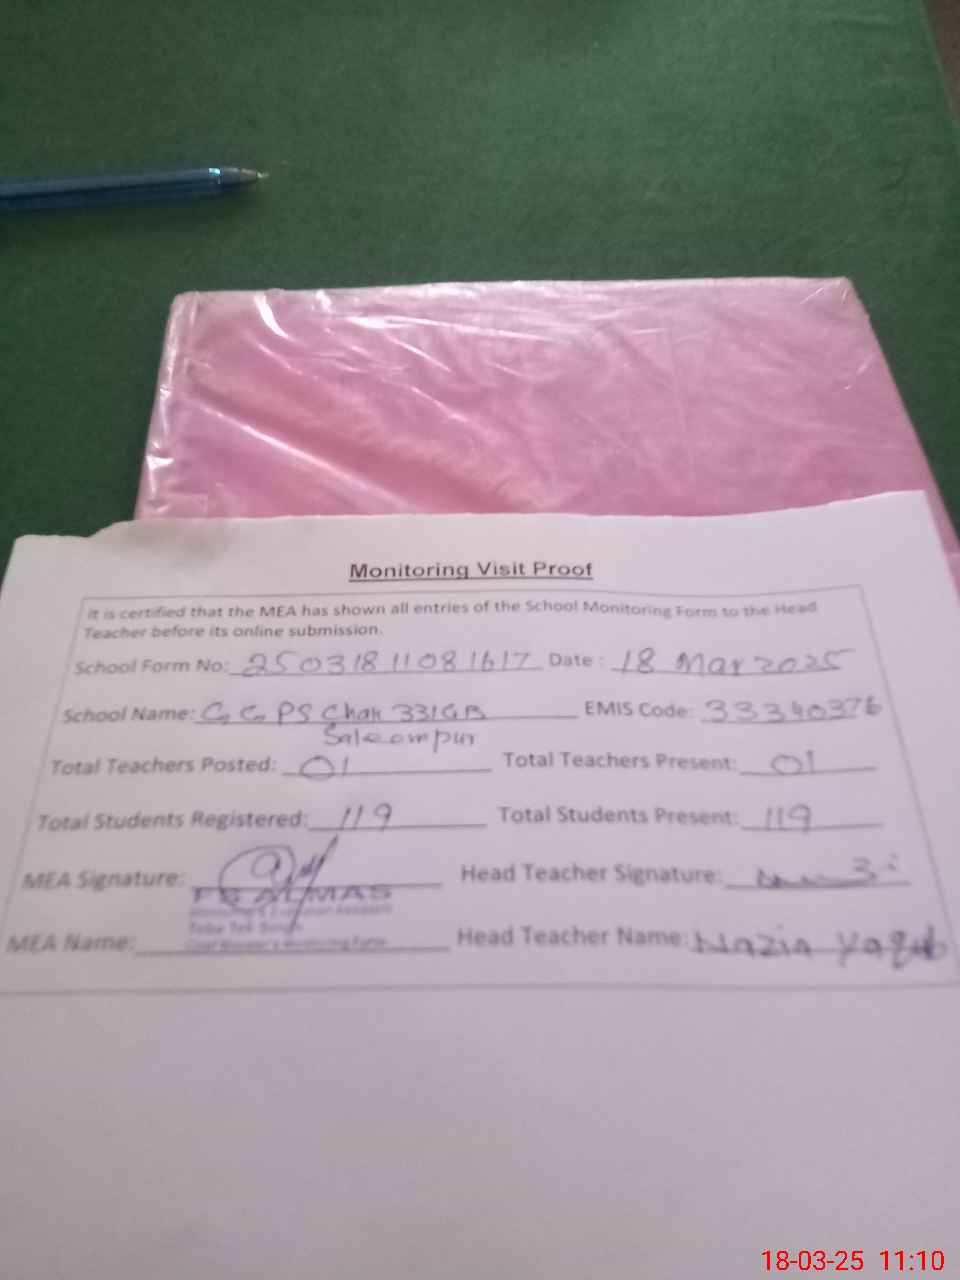 Monitoring Visit Proof
It is certified that the MEA has shown all entries of the School Monitoring Form to the Head
Teacher before its online submission.
School Form No: 25031811081617 Date : 18 Mar 2025
School Name: G G PS Chak 331GB EMIS Code: 33340376
Saleempur
Total Teachers Posted: 01 Total Teachers Present: 01
Total Students Registered: 119 Total Students Present: 119
MEA Signature: Head Teacher Signature:
ALMAS
Toba Tek Singh
MEA Name: Head Teacher Name: Nazia Yaqub
18-03-25 11:10